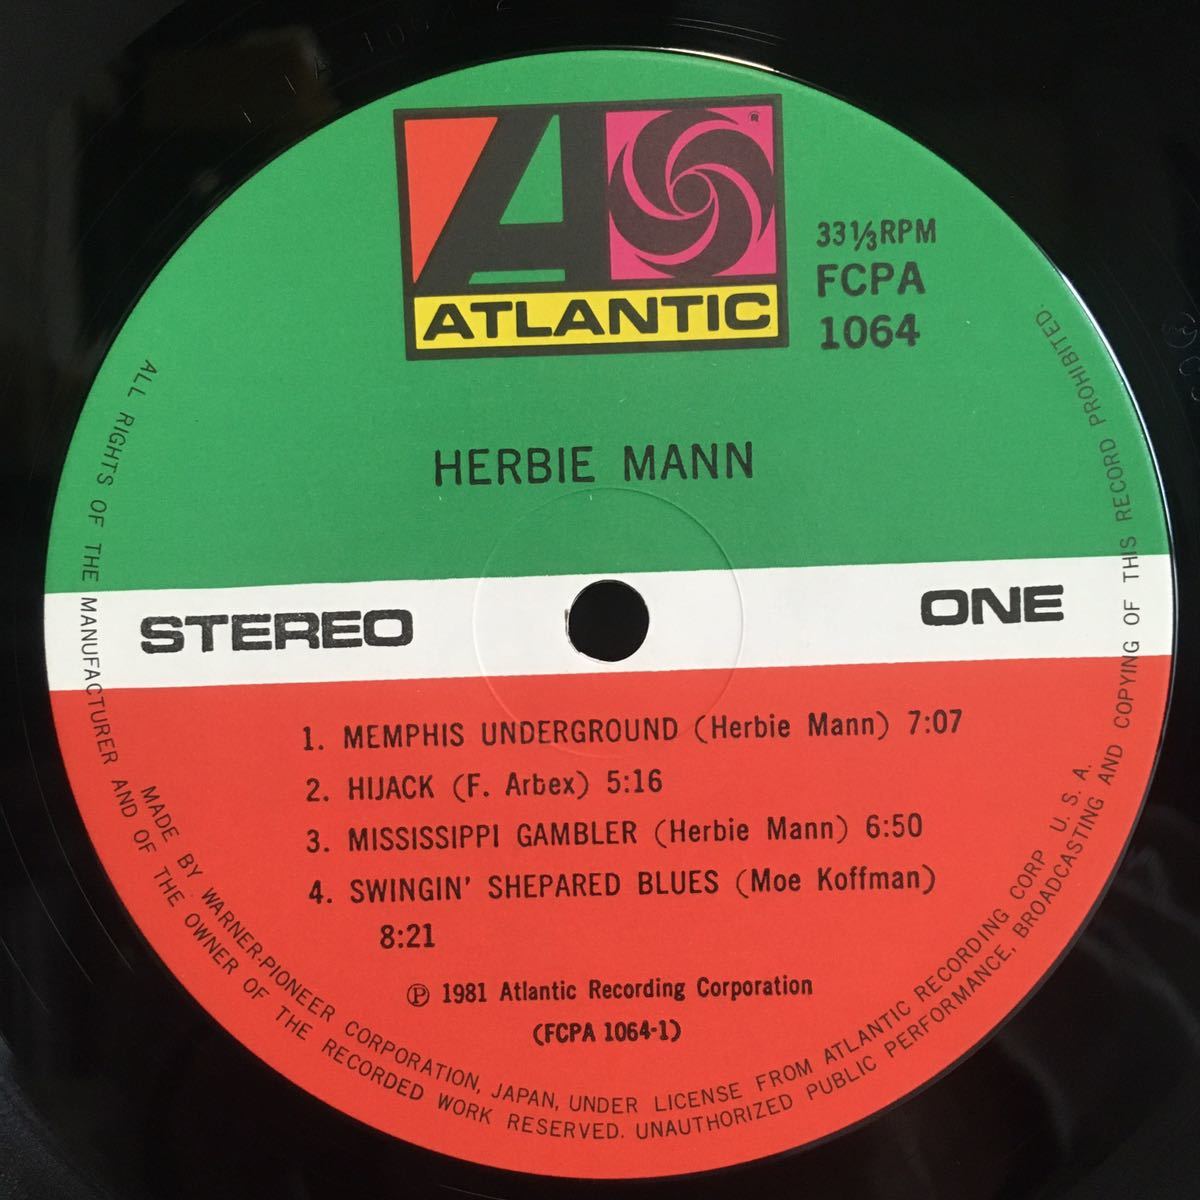 A
®
ATLANTIC
33⅓RPM
FCPA
1064
HERBIE MANN
STEREO
ONE
1. MEMPHIS UNDERGROUND (Herbie Mann) 7:07
2. HIJACK (F. Arbex) 5:16
3. MISSISSIPPI GAMBLER (Herbie Mann) 6:50
4. SWINGIN' SHEPARED BLUES (Moe Koffman)
8:21
℗ 1981 Atlantic Recording Corporation
(FCPA 1064-1)
MADE BY WARNER-PIONEER CORPORATION, JAPAN, UNDER LICENSE FROM ATLANTIC RECORDING CORP. U. S. A.
ALL RIGHTS OF THE MANUFACTURER AND OF THE OWNER OF THE RECORDED WORK RESERVED. UNAUTHORIZED PUBLIC PERFORMANCE, BROADCASTING AND COPYING OF THIS RECORD PROHIBITED.